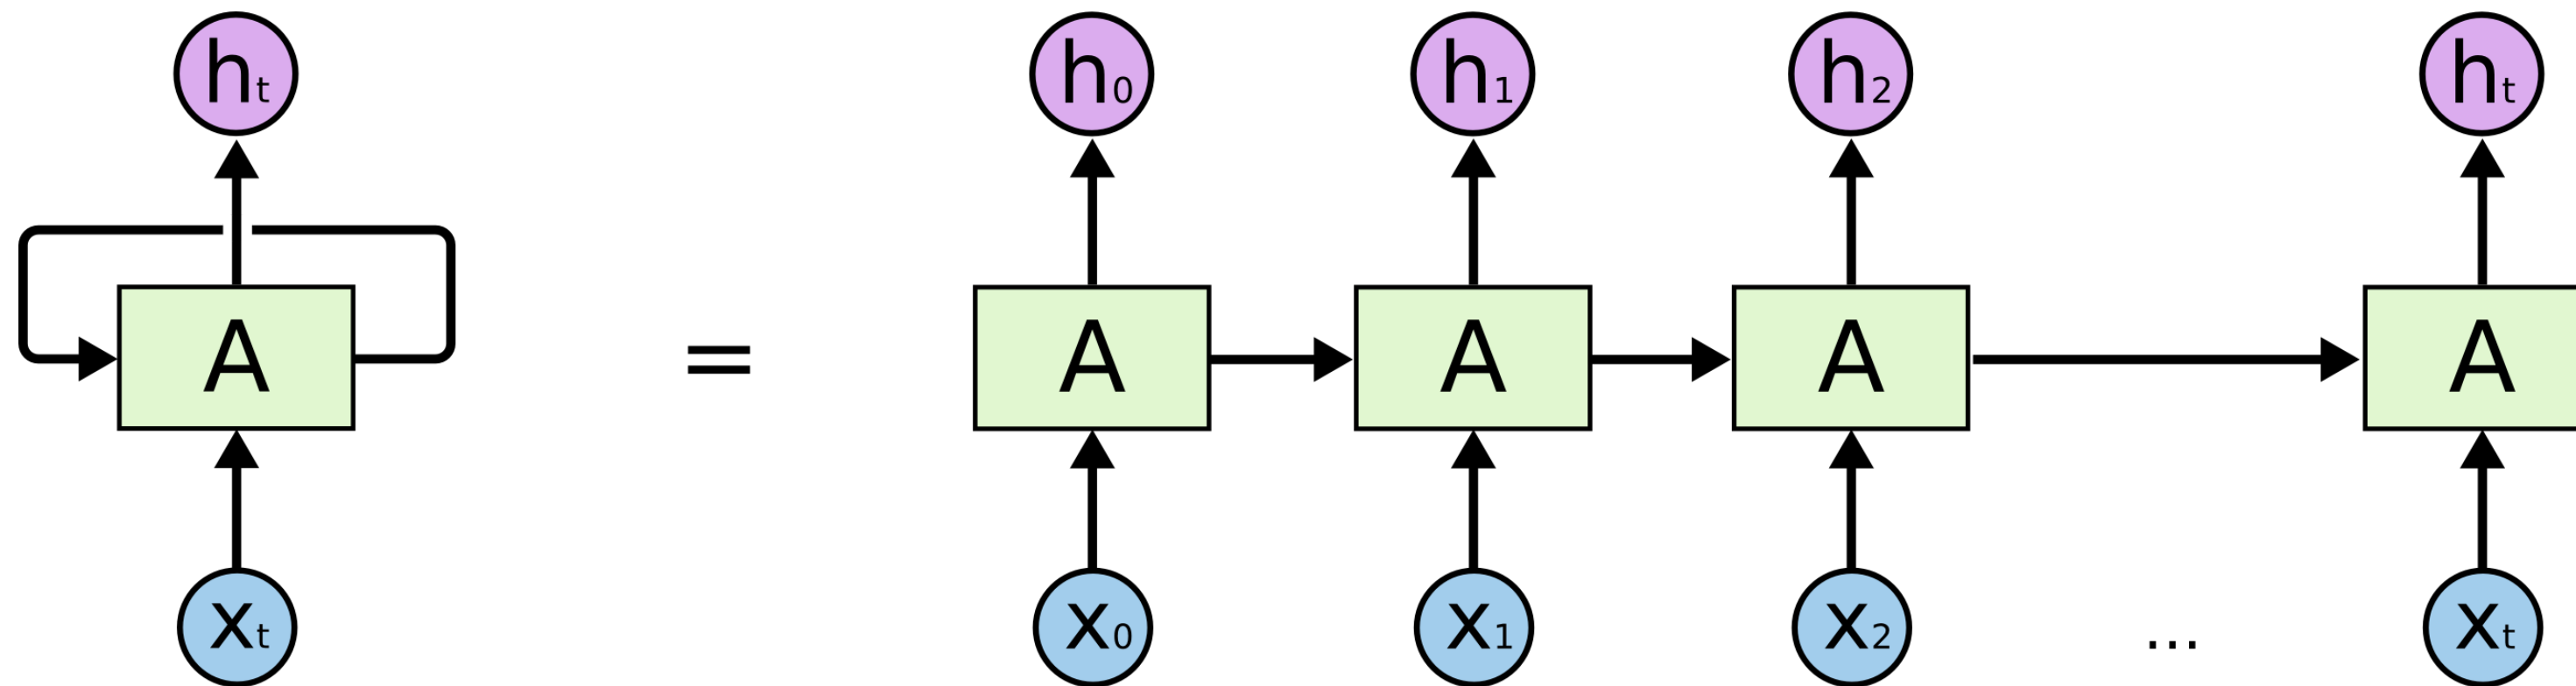 hₜ h₀ h₁ h₂ hₜ
A = A A A A
xₜ x₀ x₁ x₂ ... xₜ